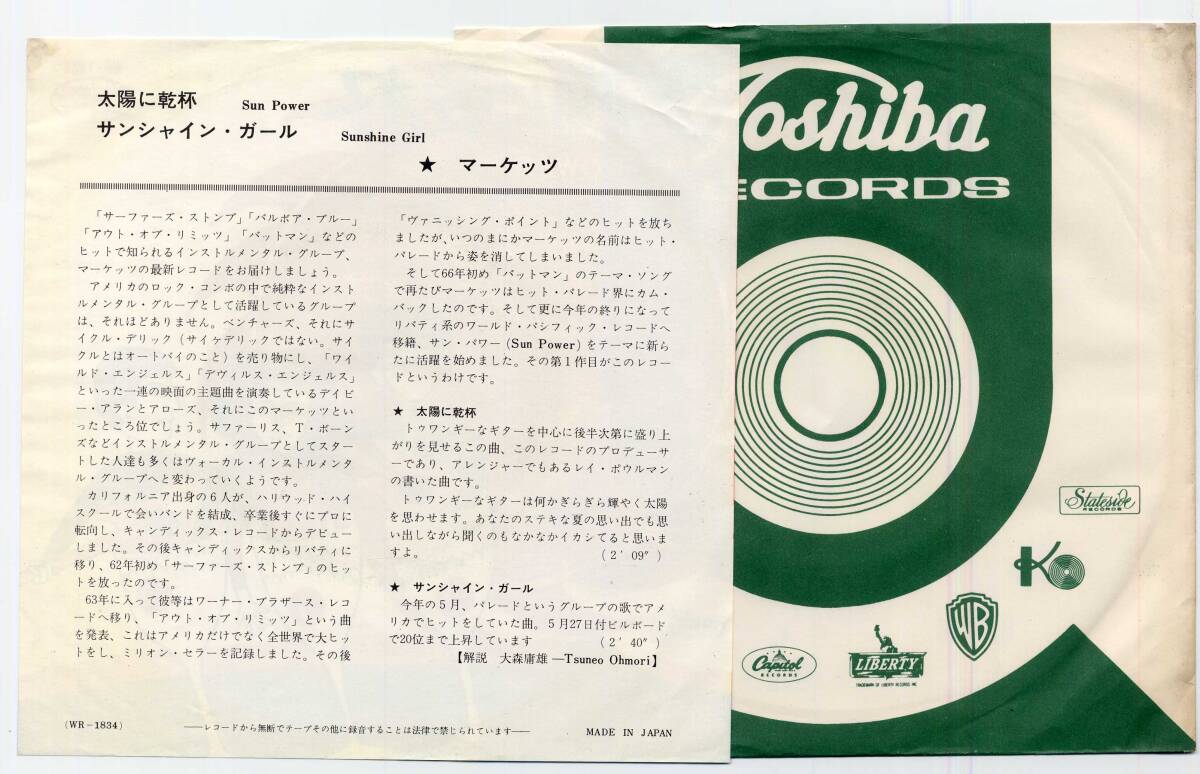 太陽に乾杯 Sun Power
サンシャイン・ガール Sunshine Girl
★ マーケッツ
「サーファーズ・ストンプ」「バルボア・ブルー」
「アウト・オブ・リミッツ」「バットマン」などの
ヒットで知られるインストルメンタル・グループ、
マーケッツの最新レコードをお届けしましょう。
アメリカのロック・コンボの中で純粋なインスト
ルメンタル・グループとして活躍しているグループ
は、それほどありません。ベンチャーズ、それにサ
イクル・デリック（サイケデリックではない。サイ
クルとはオートバイのこと）を売り物にし、「ワイ
ルド・エンジェルス」「デヴィルス・エンジェルス」
といった一連の映画の主題曲を演奏しているデイビ
ー・アランとアローズ、それにこのマーケッツとい
ったところ位でしょう。サファーリス、T・ボーン
ズなどインストルメンタル・グループとしてスター
トした人達も多くはヴォーカル・インストルメンタ
ル・グループへと変わっていくようです。
カリフォルニア出身の6人が、ハリウッド・ハイ
スクールで会いバンドを結成、卒業後すぐにプロに
転向し、キャンディックス・レコードからデビュー
しました。その後キャンディックスからリバティに
移り、62年初め「サーファーズ・ストンプ」のヒッ
トを放ったのです。
63年に入って彼等はワーナー・ブラザース・レコ
ードへ移り、「アウト・オブ・リミッツ」という曲
を発表、これはアメリカだけでなく全世界で大ヒッ
トをし、ミリオン・セラーを記録しました。その後
「ヴァニッシング・ポイント」などのヒットを放ち
ましたが、いつのまにかマーケッツの名前はヒット・
パレードから姿を消してしまいました。
そして66年初め「バットマン」のテーマ・ソング
で再たびマーケッツはヒット・パレード界にカム・
バックしたのです。そして更に今年の終りになって
リバティ系のワールド・パシフィック・レコードへ
移籍、サン・パワー（Sun Power）をテーマに新ら
たに活躍を始めました。その第1作目がこのレコー
ドというわけです。
★ 太陽に乾杯
トゥワンギーなギターを中心に後半次第に盛り上
がりを見せるこの曲、このレコードのプロデューサ
ーであり、アレンジャーでもあるレイ・ポウルマン
の書いた曲です。
トゥワンギーなギターは何かぎらぎら輝やく太陽
を思わせます。あなたのステキな夏の思い出でも思
い出しながら聞くのもなかなかイカシてると思いま
すよ。 （2′09″）
★ サンシャイン・ガール
今年の5月、パレードというグループの歌でアメ
リカでヒットをしていた曲。5月27日付ビルボード
で20位まで上昇しています （2′40″）
【解説 大森庸雄—Tsuneo Ohmori】
(WR-1834) ——レコードから無断でテープその他に録音することは法律で禁じられています—— MADE IN JAPAN
Toshiba
ECORDS
Stateside
RECORDS
K
WB
Capitol
RECORDS
LIBERTY
TRADEMARK OF LIBERTY RECORDS INC